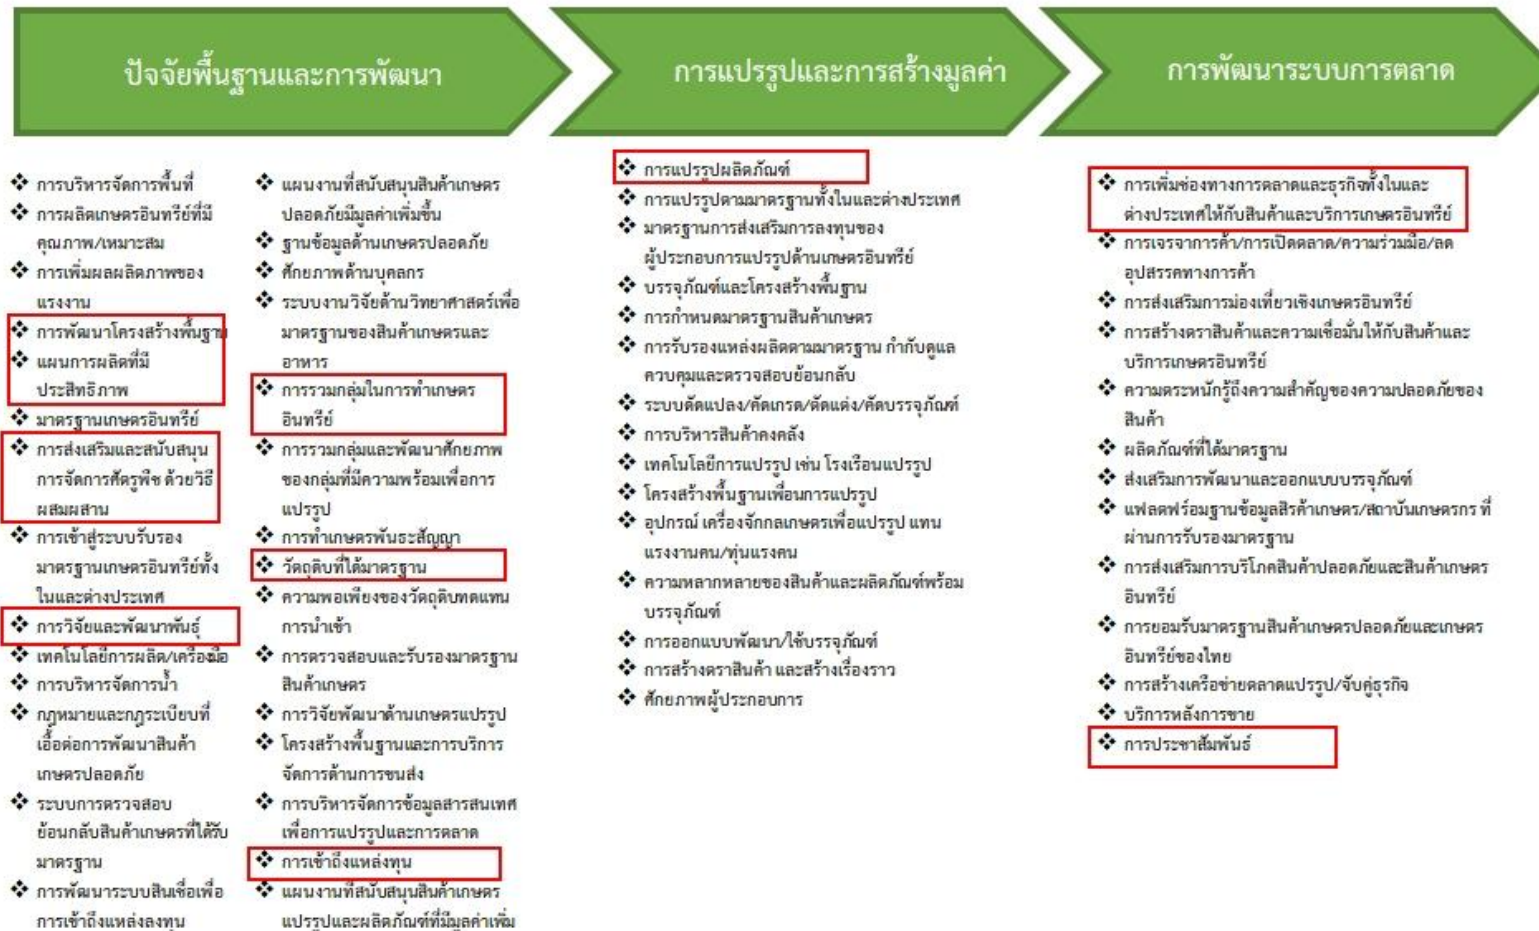 ปัจจัยพื้นฐานและการพัฒนา
❖ การบริหารจัดการพื้นที่
❖ การผลิตเกษตรอินทรีย์ที่มี
คุณภาพ/เหมาะสม
❖ การเพิ่มผลผลิตภาพของ
แรงงาน
❖ การพัฒนาโครงสร้างพื้นฐาน
❖ แผนการผลิตที่มี
ประสิทธิภาพ
❖ มาตรฐานเกษตรอินทรีย์
❖ การส่งเสริมและสนับสนุน
การจัดการศัตรูพืช ด้วยวิธี
ผสมผสาน
❖ การเข้าสู่ระบบรับรอง
มาตรฐานเกษตรอินทรีย์ทั้ง
ในและต่างประเทศ
❖ การวิจัยและพัฒนาพันธุ์
❖ เทคโนโลยีการผลิต/เครื่องมือ
❖ การบริหารจัดการน้ำ
❖ กฎหมายและกฎระเบียบที่
เอื้อต่อการพัฒนาสินค้า
เกษตรปลอดภัย
❖ ระบบการตรวจสอบ
ย้อนกลับสินค้าเกษตรที่ได้รับ
มาตรฐาน
❖ การพัฒนาระบบสินเชื่อเพื่อ
การเข้าถึงแหล่งลงทุน
❖ แผนงานที่สนับสนุนสินค้าเกษตร
ปลอดภัยมีมูลค่าเพิ่มขึ้น
❖ ฐานข้อมูลด้านเกษตรปลอดภัย
❖ ศักยภาพด้านบุคลกร
❖ ระบบงานวิจัยด้านวิทยาศาสตร์เพื่อ
มาตรฐานของสินค้าเกษตรและ
อาหาร
❖ การรวมกลุ่มในการทำเกษตร
อินทรีย์
❖ การรวมกลุ่มและพัฒนาศักยภาพ
ของกลุ่มที่มีความพร้อมเพื่อการ
แปรรูป
❖ การทำเกษตรพันธะสัญญา
❖ วัตถุดิบที่ได้มาตรฐาน
❖ ความพอเพียงของวัตถุดิบทดแทน
การนำเข้า
❖ การตรวจสอบและรับรองมาตรฐาน
สินค้าเกษตร
❖ การวิจัยพัฒนาด้านเกษตรแปรรูป
❖ โครงสร้างพื้นฐานและการบริการ
จัดการด้านการขนส่ง
❖ การบริหารจัดการข้อมูลสารสนเทศ
เพื่อการแปรรูปและการตลาด
❖ การเข้าถึงแหล่งทุน
❖ แผนงานที่สนับสนุนสินค้าเกษตร
แปรรูปและผลิตภัณฑ์ที่มีมูลค่าเพิ่ม
การแปรรูปและการสร้างมูลค่า
❖ การแปรรูปผลิตภัณฑ์
❖ การแปรรูปตามมาตรฐานทั้งในและต่างประเทศ
❖ มาตรฐานการส่งเสริมการลงทุนของ
ผู้ประกอบการแปรรูปด้านเกษตรอินทรีย์
❖ บรรจุภัณฑ์และโครงสร้างพื้นฐาน
❖ การกำหนดมาตรฐานสินค้าเกษตร
❖ การรับรองแหล่งผลิตตามมาตรฐาน กำกับดูแล
ควบคุมและตรวจสอบย้อนกลับ
❖ ระบบดัดแปลง/คัดเกรด/ตัดแต่ง/คัดบรรจุภัณฑ์
❖ การบริหารสินค้าคงคลัง
❖ เทคโนโลยีการแปรรูป เช่น โรงเรือนแปรรูป
❖ โครงสร้างพื้นฐานเพื่อนการแปรรูป
❖ อุปกรณ์ เครื่องจักกลเกษตรเพื่อแปรรูป แทน
แรงงานคน/ทุ่นแรงคน
❖ ความหลากหลายของสินค้าและผลิตภัณฑ์พร้อม
บรรจุภัณฑ์
❖ การออกแบบพัฒนา/ใช้บรรจุภัณฑ์
❖ การสร้างตราสินค้า และสร้างเรื่องราว
❖ ศักยภาพผู้ประกอบการ
การพัฒนาระบบการตลาด
❖ การเพิ่มช่องทางการตลาดและธุรกิจทั้งในและ
ต่างประเทศให้กับสินค้าและบริการเกษตรอินทรีย์
❖ การเจรจาการค้า/การเปิดตลาด/ความร่วมมือ/ลด
อุปสรรคทางการค้า
❖ การส่งเสริมการม่องเที่ยวเชิงเกษตรอินทรีย์
❖ การสร้างตราสินค้าและความเชื่อมั่นให้กับสินค้าและ
บริการเกษตรอินทรีย์
❖ ความตระหนักรู้ถึงความสำคัญของความปลอดภัยของ
สินค้า
❖ ผลิตภัณฑ์ที่ได้มาตรฐาน
❖ ส่งเสริมการพัฒนาและออกแบบบรรจุภัณฑ์
❖ แฟลตฟร์อมฐานข้อมูลสิรค้าเกษตร/สถาบันเกษตรกร ที่
ผ่านการรับรองมาตรฐาน
❖ การส่งเสริมการบริโภคสินค้าปลอดภัยและสินค้าเกษตร
อินทรีย์
❖ การยอมรับมาตรฐานสินค้าเกษตรปลอดภัยและเกษตร
อินทรีย์ของไทย
❖ การสร้างเครือข่ายตลาดแปรรูป/จับคู่ธุรกิจ
❖ บริการหลังการขาย
❖ การประชาสัมพันธ์